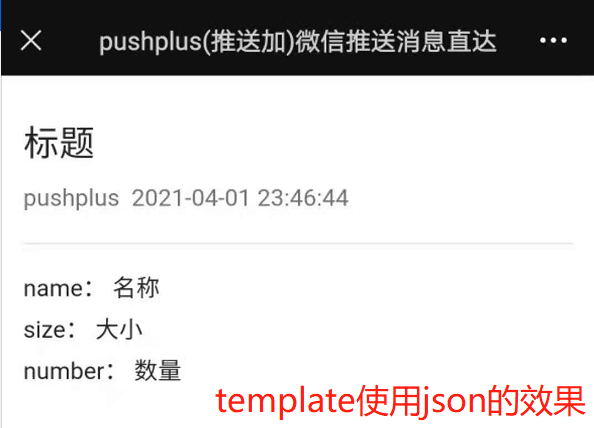 pushplus(推送加)微信推送消息直达
标题
pushplus 2021-04-01 23:46:44
name： 名称
size： 大小
number： 数量
template使用json的效果